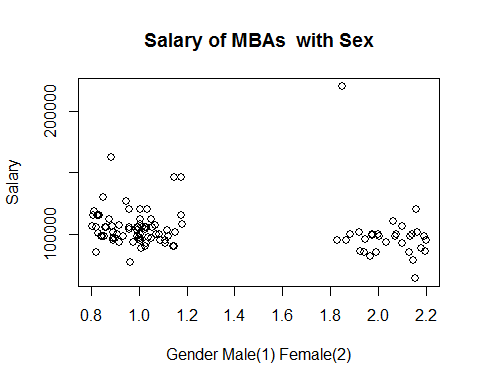 Salary of MBAs with Sex
Salary
200000
100000
0.8 1.0 1.2 1.4 1.6 1.8 2.0 2.2
Gender Male(1) Female(2)